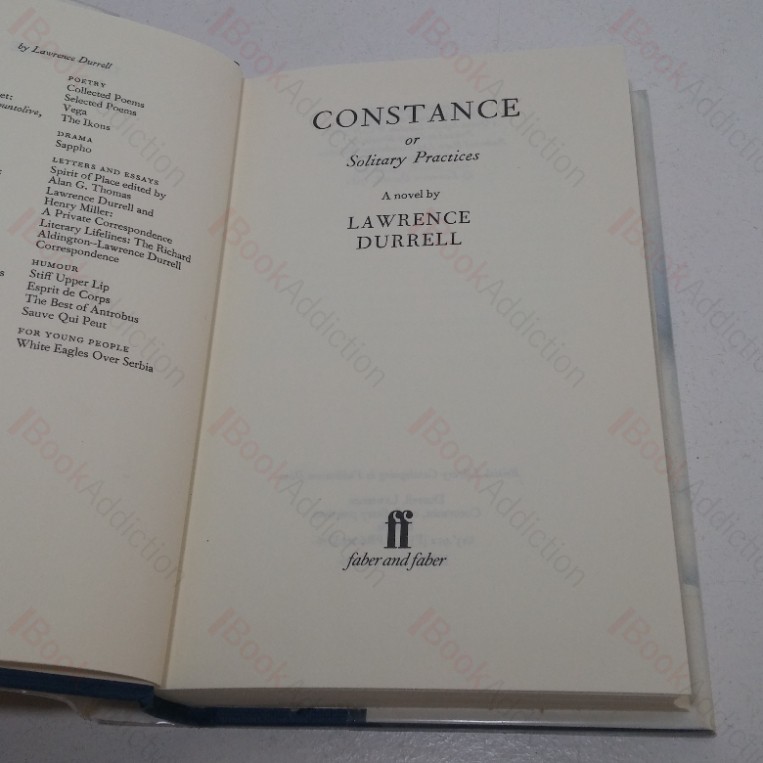 by Lawrence Durrell
et:
ountolive,
POETRY
Collected Poems
Selected Poems
Vega
The Ikons
DRAMA
Sappho
LETTERS AND ESSAYS
Spirit of Place edited by
Alan G. Thomas
Lawrence Durrell and
Henry Miller:
A Private Correspondence
Literary Lifelines: The Richard
Aldington–Lawrence Durrell
Correspondence
HUMOUR
Stiff Upper Lip
Esprit de Corps
The Best of Antrobus
Sauve Qui Peut
FOR YOUNG PEOPLE
White Eagles Over Serbia
CONSTANCE
or
Solitary Practices
A novel by
LAWRENCE
DURRELL
ff
faber and faber
BookAddiction